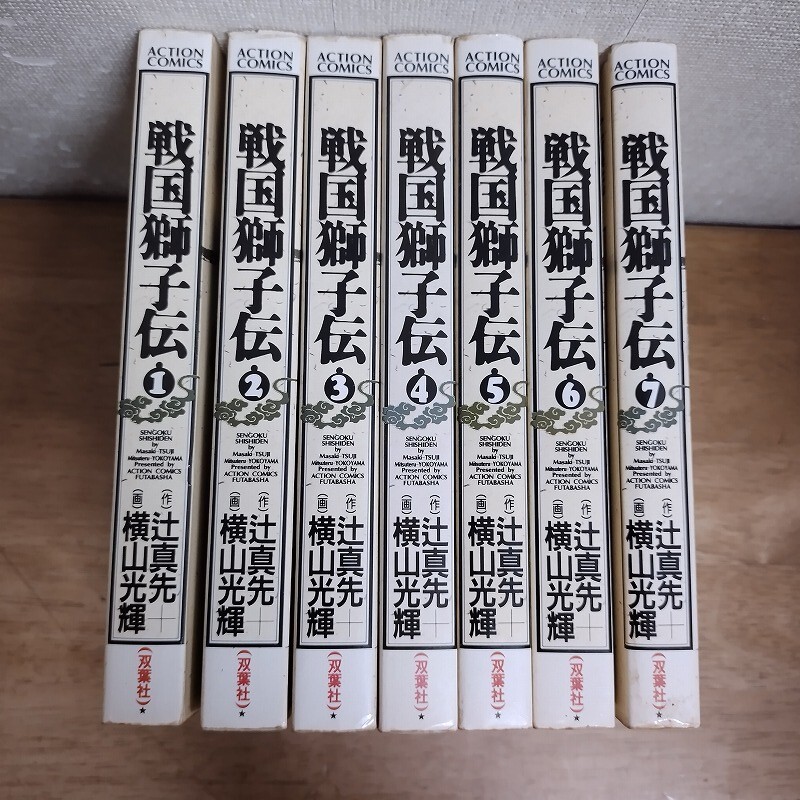 ACTION
COMICS
戦国獅子伝
1
SENGOKU
SHISHIDEN
by
Masaki・TSUJI
Mitsuteru・YOKOYAMA
Presented by
ACTION COMICS
FUTABASHA
(作)辻真先
(画)横山光輝
(双葉社)★
ACTION
COMICS
戦国獅子伝
2
SENGOKU
SHISHIDEN
by
Masaki・TSUJI
Mitsuteru・YOKOYAMA
Presented by
ACTION COMICS
FUTABASHA
(作)辻真先
(画)横山光輝
(双葉社)★
ACTION
COMICS
戦国獅子伝
3
SENGOKU
SHISHIDEN
by
Masaki・TSUJI
Mitsuteru・YOKOYAMA
Presented by
ACTION COMICS
FUTABASHA
(作)辻真先
(画)横山光輝
(双葉社)★
ACTION
COMICS
戦国獅子伝
4
SENGOKU
SHISHIDEN
by
Masaki・TSUJI
Mitsuteru・YOKOYAMA
Presented by
ACTION COMICS
FUTABASHA
(作)辻真先
(画)横山光輝
(双葉社)★
ACTION
COMICS
戦国獅子伝
5
SENGOKU
SHISHIDEN
by
Masaki・TSUJI
Mitsuteru・YOKOYAMA
Presented by
ACTION COMICS
FUTABASHA
(作)辻真先
(画)横山光輝
(双葉社)★
ACTION
COMICS
戦国獅子伝
6
SENGOKU
SHISHIDEN
by
Masaki・TSUJI
Mitsuteru・YOKOYAMA
Presented by
ACTION COMICS
FUTABASHA
(作)辻真先
(画)横山光輝
(双葉社)★
ACTION
COMICS
戦国獅子伝
7
SENGOKU
SHISHIDEN
by
Masaki・TSUJI
Mitsuteru・YOKOYAMA
Presented by
ACTION COMICS
FUTABASHA
(作)辻真先
(画)横山光輝
(双葉社)★